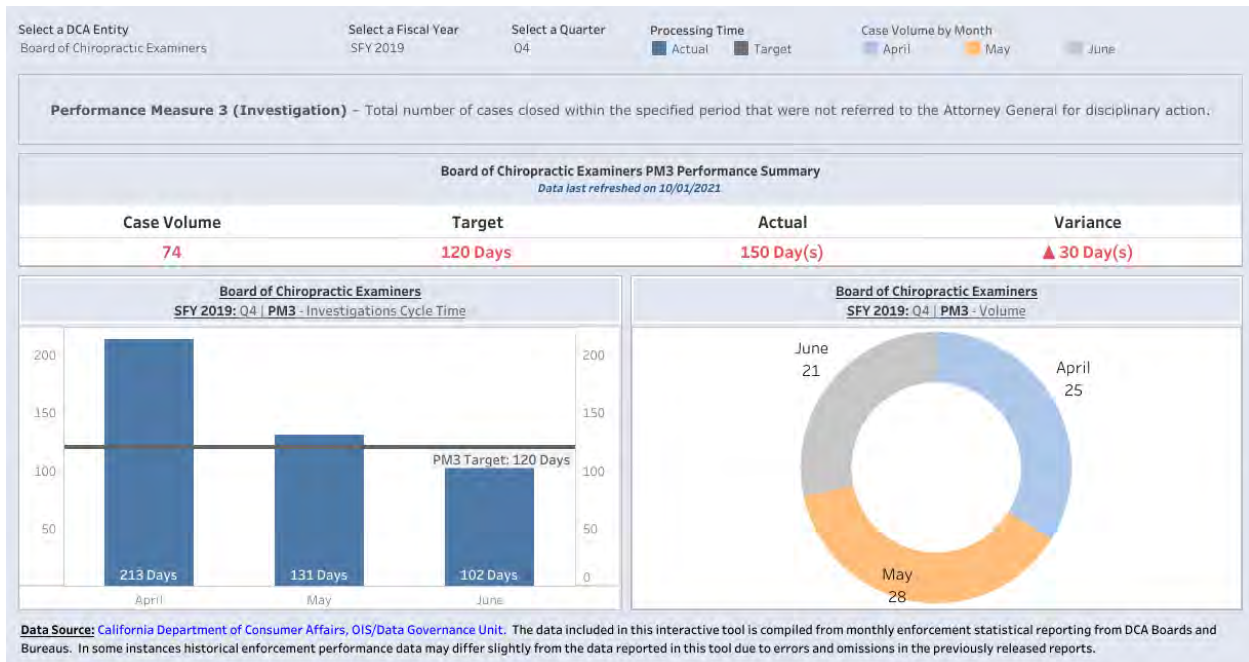 Select a DCA Entity
Board of Chiropractic Examiners
Select a Fiscal Year
SFY 2019
Select a Quarter
Q4
Processing Time
Actual Target
Case Volume by Month
April May June
Performance Measure 3 (Investigation) – Total number of cases closed within the specified period that were not referred to the Attorney General for disciplinary action.
Board of Chiropractic Examiners PM3 Performance Summary
Data last refreshed on 10/01/2021
Case Volume Target Actual Variance
74 120 Days 150 Day(s) ▲ 30 Day(s)
Board of Chiropractic Examiners
SFY 2019: Q4 | PM3 - Investigations Cycle Time
200 200
150 150
PM3 Target: 120 Days
100 100
50 50
213 Days 131 Days 102 Days 0
April May June
Board of Chiropractic Examiners
SFY 2019: Q4 | PM3 - Volume
June
21
April
25
May
28
Data Source: California Department of Consumer Affairs, OIS/Data Governance Unit. The data included in this interactive tool is compiled from monthly enforcement statistical reporting from DCA Boards and
Bureaus. In some instances historical enforcement performance data may differ slightly from the data reported in this tool due to errors and omissions in the previously released reports.